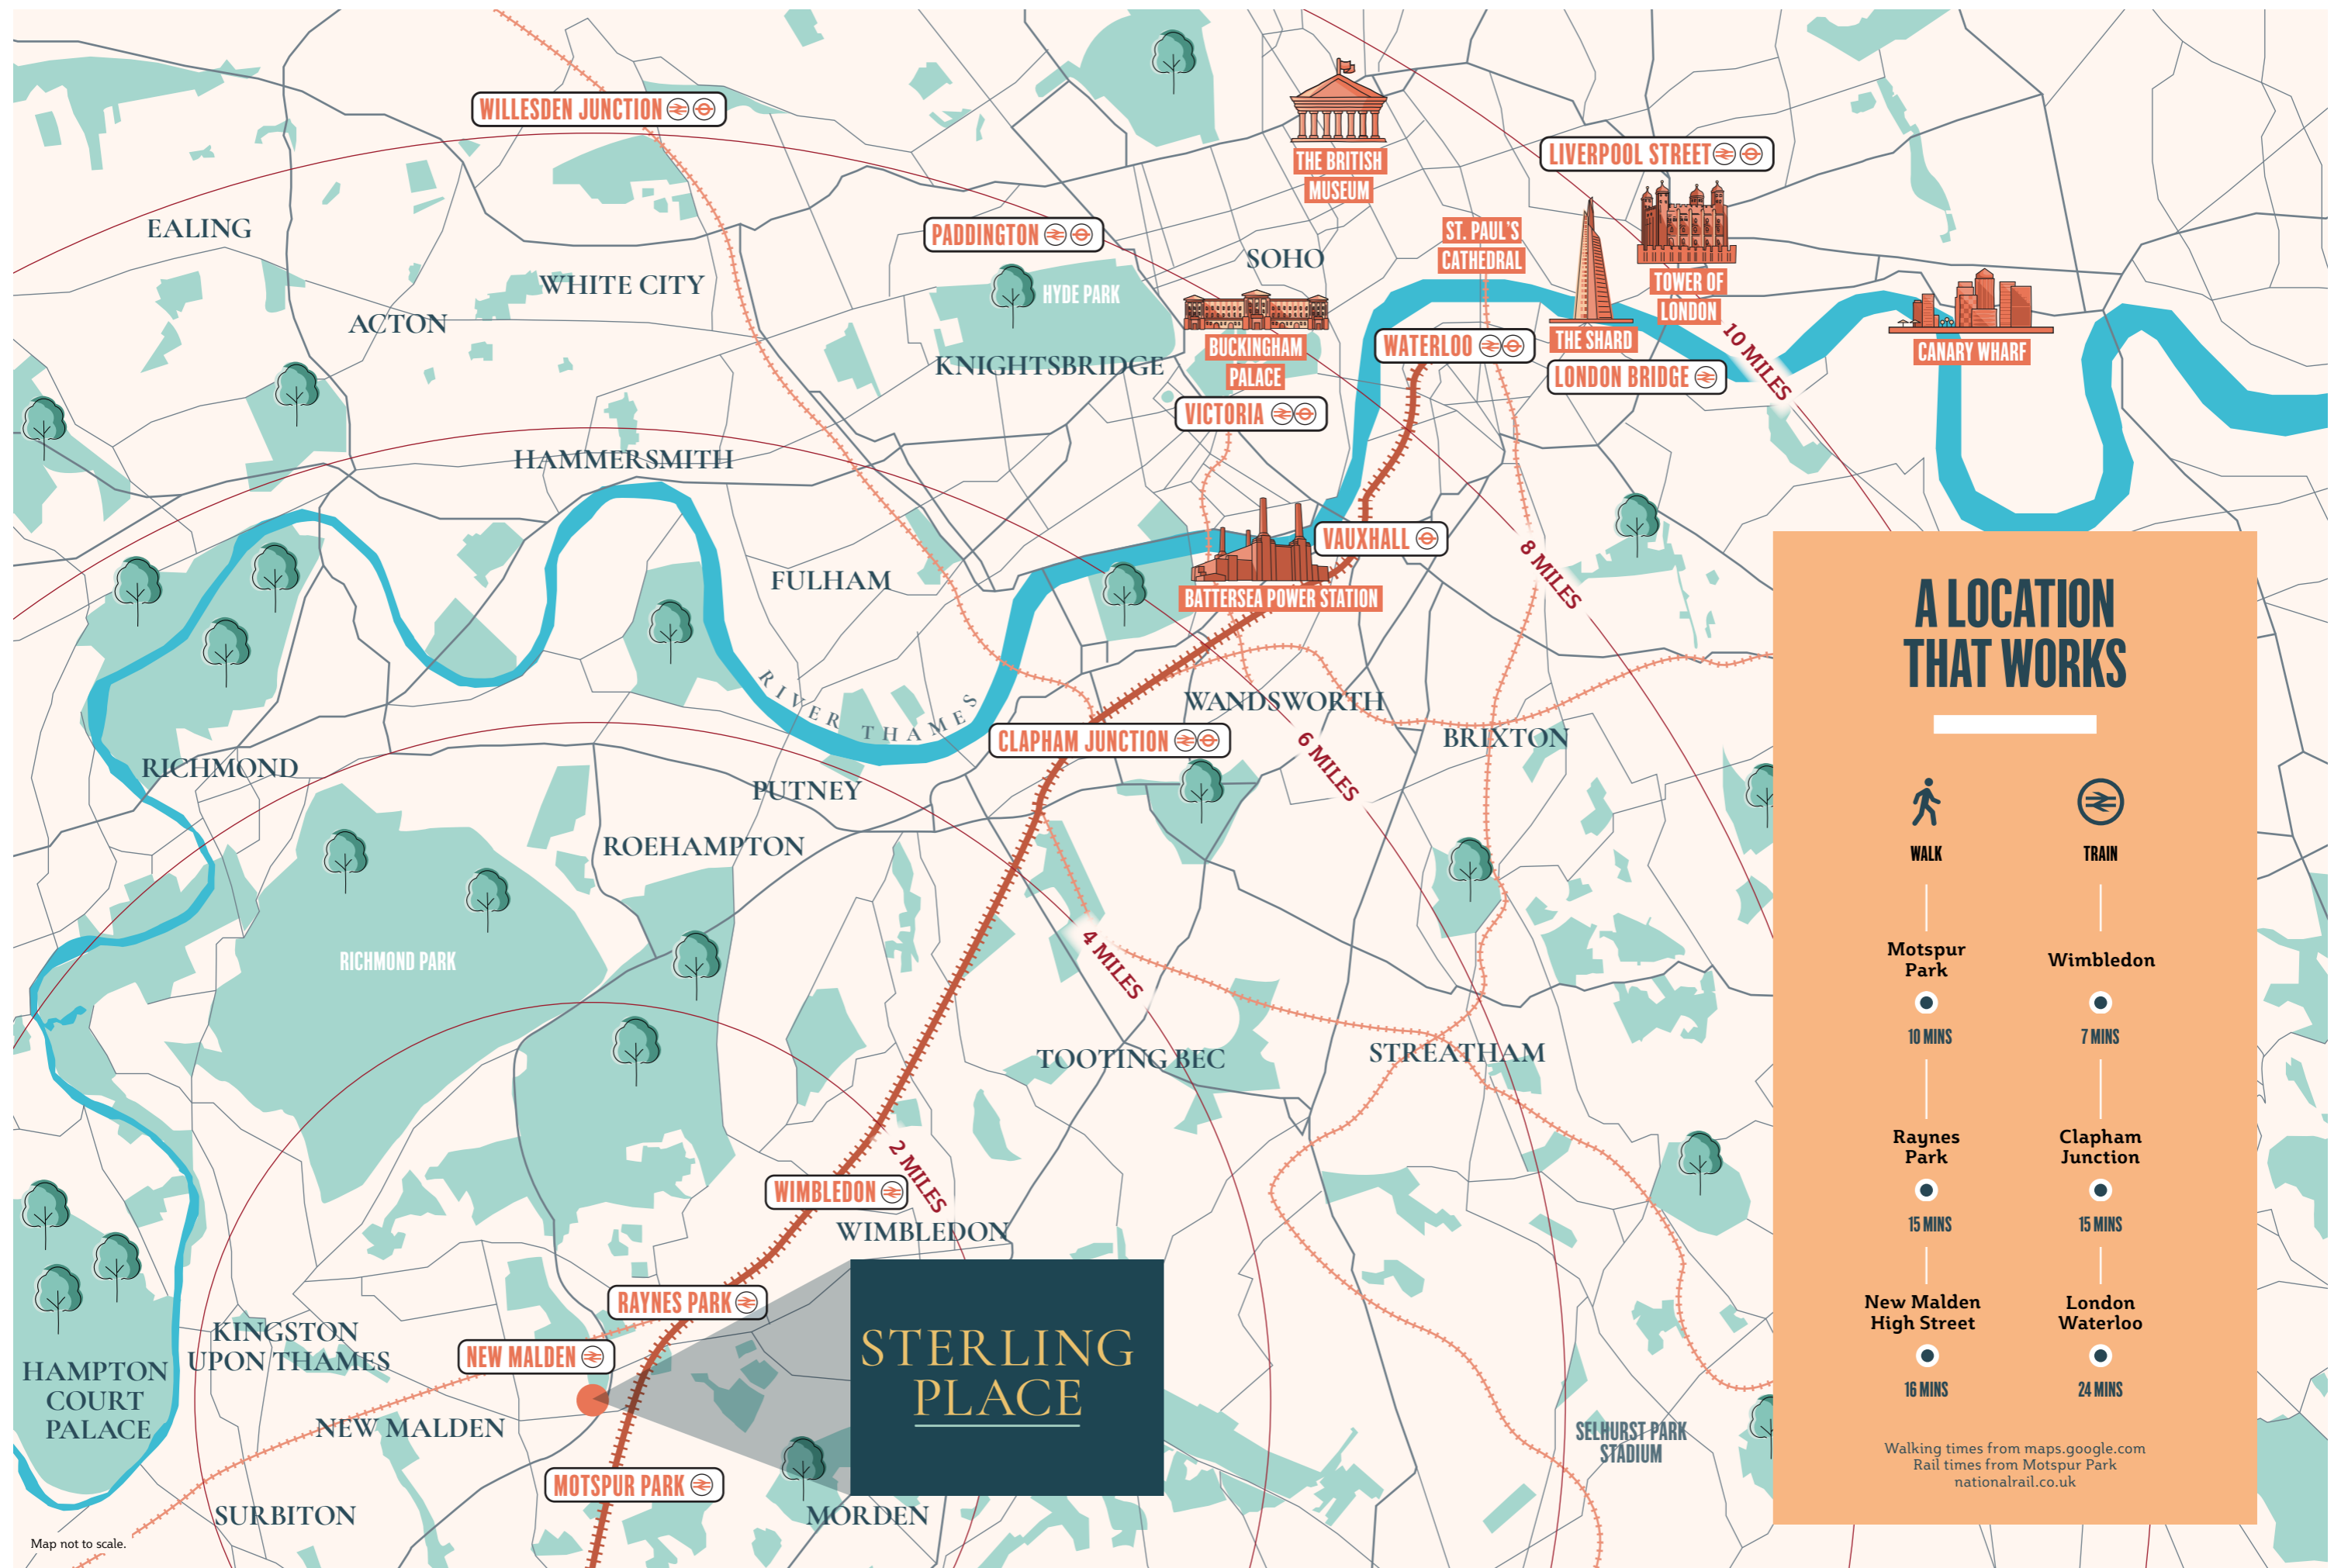 WILLESDEN JUNCTION
THE BRITISH
MUSEUM
LIVERPOOL STREET
EALING
PADDINGTON
ST. PAUL'S
CATHEDRAL
SOHO
WHITE CITY
HYDE PARK
TOWER OF
LONDON
ACTON
BUCKINGHAM
PALACE
WATERLOO
THE SHARD
CANARY WHARF
10 MILES
KNIGHTSBRIDGE
LONDON BRIDGE
VICTORIA
HAMMERSMITH
VAUXHALL
8 MILES
FULHAM
BATTERSEA POWER STATION
RIVER THAMES
WANDSWORTH
CLAPHAM JUNCTION
BRIXTON
6 MILES
RICHMOND
PUTNEY
ROEHAMPTON
RICHMOND PARK
4 MILES
TOOTING BEC
STREATHAM
2 MILES
WIMBLEDON
WIMBLEDON
RAYNES PARK
KINGSTON
UPON THAMES
NEW MALDEN
HAMPTON
COURT
PALACE
STERLING
PLACE
NEW MALDEN
SELHURST PARK
STADIUM
MOTSPUR PARK
SURBITON
MORDEN
Map not to scale.
A LOCATION
THAT WORKS
WALK
Motspur
Park
10 MINS
Raynes
Park
15 MINS
New Malden
High Street
16 MINS
TRAIN
Wimbledon
7 MINS
Clapham
Junction
15 MINS
London
Waterloo
24 MINS
Walking times from maps.google.com
Rail times from Motspur Park
nationalrail.co.uk